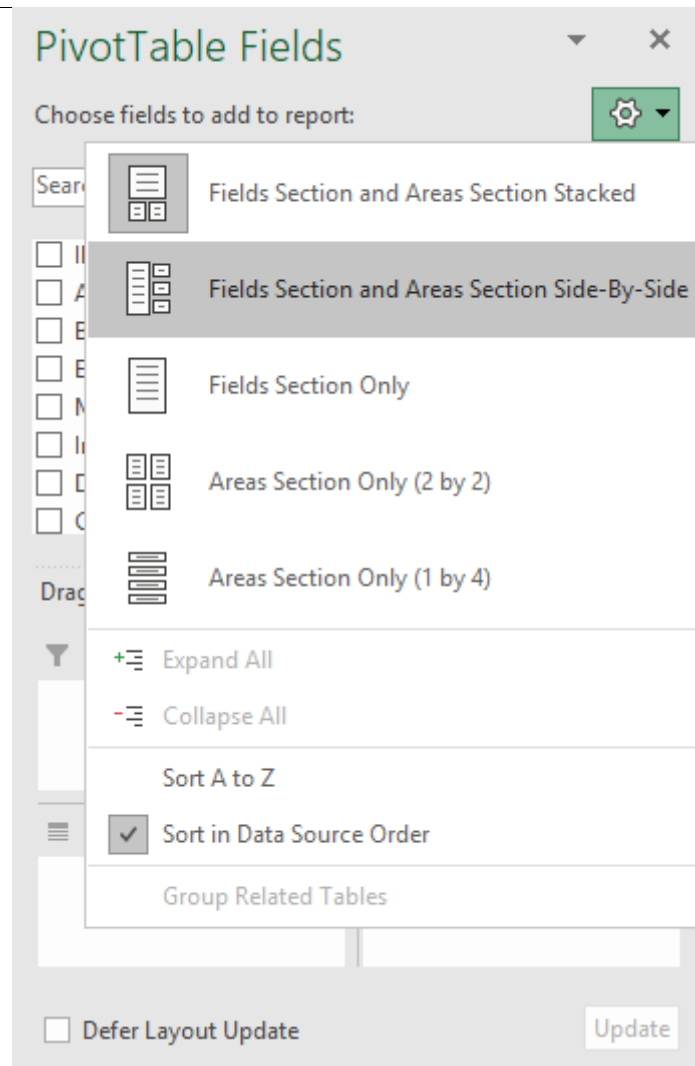 PivotTable Fields
Choose fields to add to report:
Fields Section and Areas Section Stacked
Fields Section and Areas Section Side-By-Side
Fields Section Only
Areas Section Only (2 by 2)
Areas Section Only (1 by 4)
Expand All
Collapse All
Sort A to Z
Sort in Data Source Order
Group Related Tables
Defer Layout Update
Update